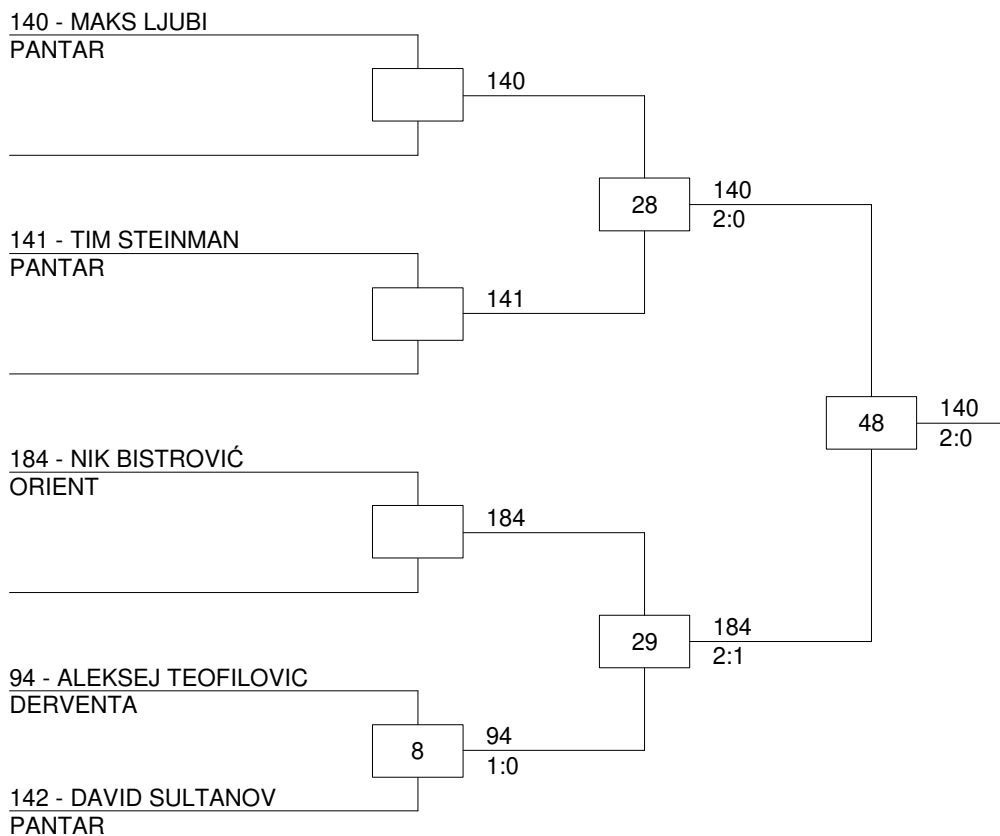 140 - MAKS LJUBI
PANTAR
140
28
140
2:0
141 - TIM STEINMAN
PANTAR
141
48
140
2:0
184 - NIK BISTROVIĆ
ORIENT
184
29
184
2:1
94 - ALEKSEJ TEOFILOVIC
DERVENTA
8
94
1:0
142 - DAVID SULTANOV
PANTAR